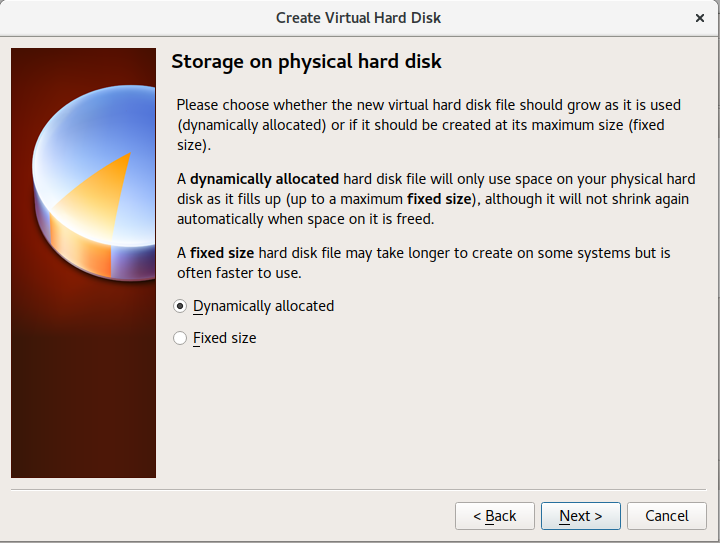 Create Virtual Hard Disk
Storage on physical hard disk
Please choose whether the new virtual hard disk file should grow as it is used
(dynamically allocated) or if it should be created at its maximum size (fixed
size).
A dynamically allocated hard disk file will only use space on your physical hard
disk as it fills up (up to a maximum fixed size), although it will not shrink again
automatically when space on it is freed.
A fixed size hard disk file may take longer to create on some systems but is
often faster to use.
Dynamically allocated
Fixed size
< Back
Next >
Cancel